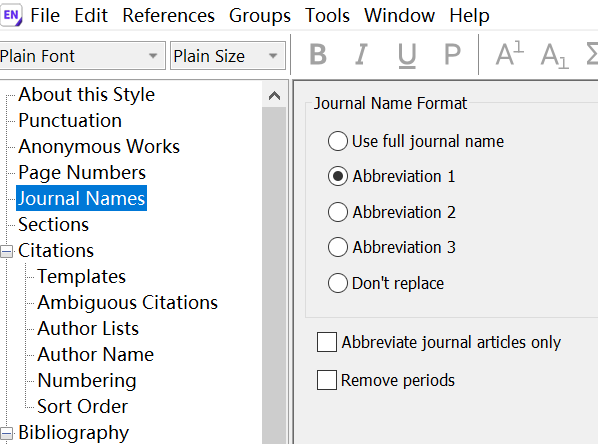 EN File Edit References Groups Tools Window Help
Plain Font Plain Size B I U P A1 A1 Σ
About this Style
Punctuation
Anonymous Works
Page Numbers
Journal Names
Sections
Citations
Templates
Ambiguous Citations
Author Lists
Author Name
Numbering
Sort Order
Bibliography
Journal Name Format
Use full journal name
Abbreviation 1
Abbreviation 2
Abbreviation 3
Don't replace
Abbreviate journal articles only
Remove periods